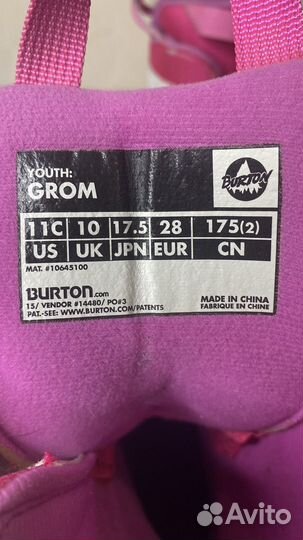 YOUTH:
GROM
BURTON
11C 10 17.5 28 175(2)
US UK JPN EUR CN
MAT. #10645100
BURTON.com
15/ VENDOR #14480/ PO#3
PAT.-SEE: WWW.BURTON.COM/PATENTS
MADE IN CHINA
FABRIQUE EN CHINE
Avito